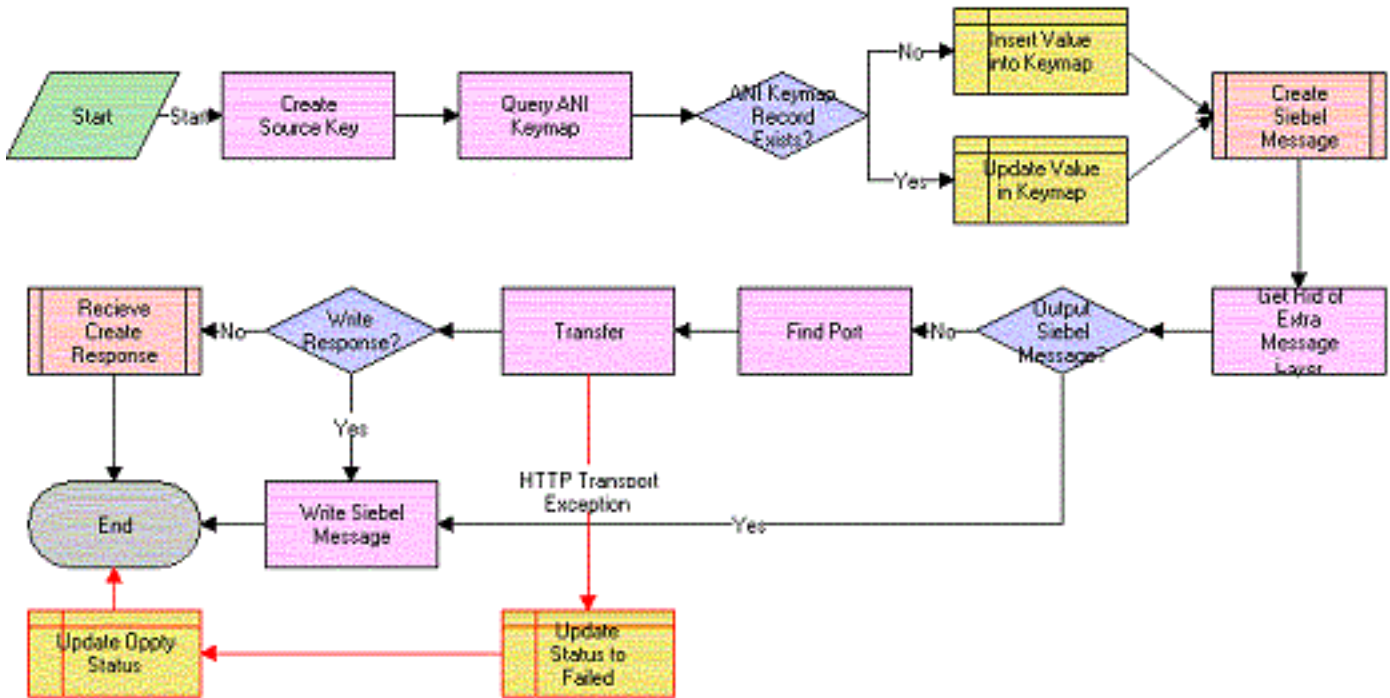 Start
Start
Create
Source Key
Query ANI
Keymap
ANI Keymap
Record
Exists?
No
Insert Value
into Keymap
Yes
Update Value
in Keymap
Create
Siebel
Message
Recieve
Create
Response
No
Write
Response?
Transfer
Find Port
No
Output
Siebel
Message?
Get Rid of
Extra
Message
Layer
Yes
HTTP Transport
Exception
End
Write Siebel
Message
Yes
Update Oppty
Status
Update
Status to
Failed